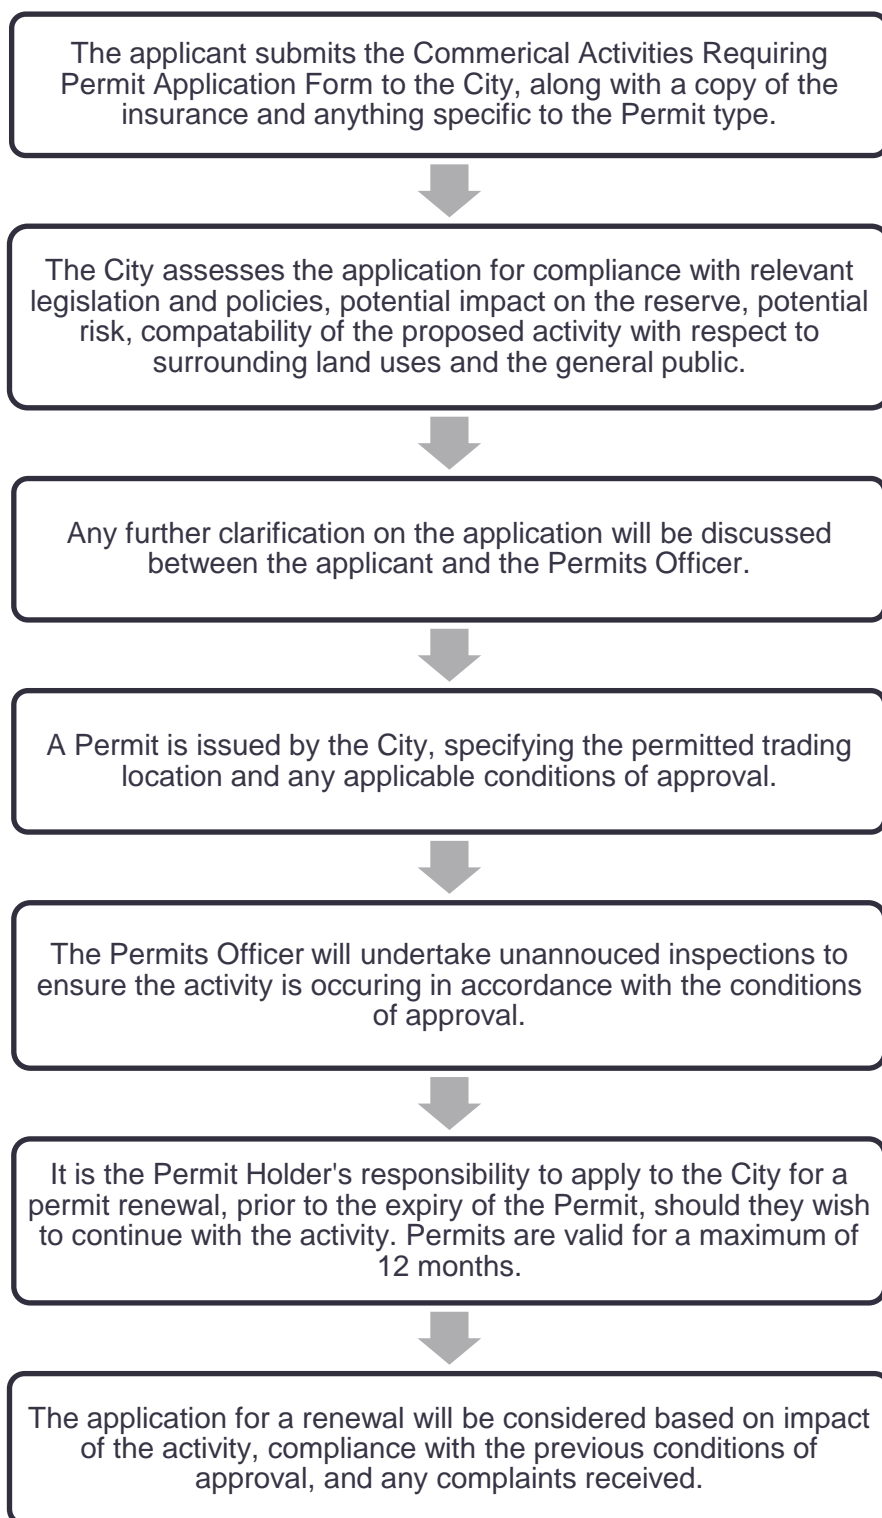 The applicant submits the Commerical Activities Requiring
Permit Application Form to the City, along with a copy of the
insurance and anything specific to the Permit type.
The City assesses the application for compliance with relevant
legislation and policies, potential impact on the reserve, potential
risk, compatability of the proposed activity with respect to
surrounding land uses and the general public.
Any further clarification on the application will be discussed
between the applicant and the Permits Officer.
A Permit is issued by the City, specifying the permitted trading
location and any applicable conditions of approval.
The Permits Officer will undertake unannouced inspections to
ensure the activity is occuring in accordance with the conditions
of approval.
It is the Permit Holder's responsibility to apply to the City for a
permit renewal, prior to the expiry of the Permit, should they wish
to continue with the activity. Permits are valid for a maximum of
12 months.
The application for a renewal will be considered based on impact
of the activity, compliance with the previous conditions of
approval, and any complaints received.